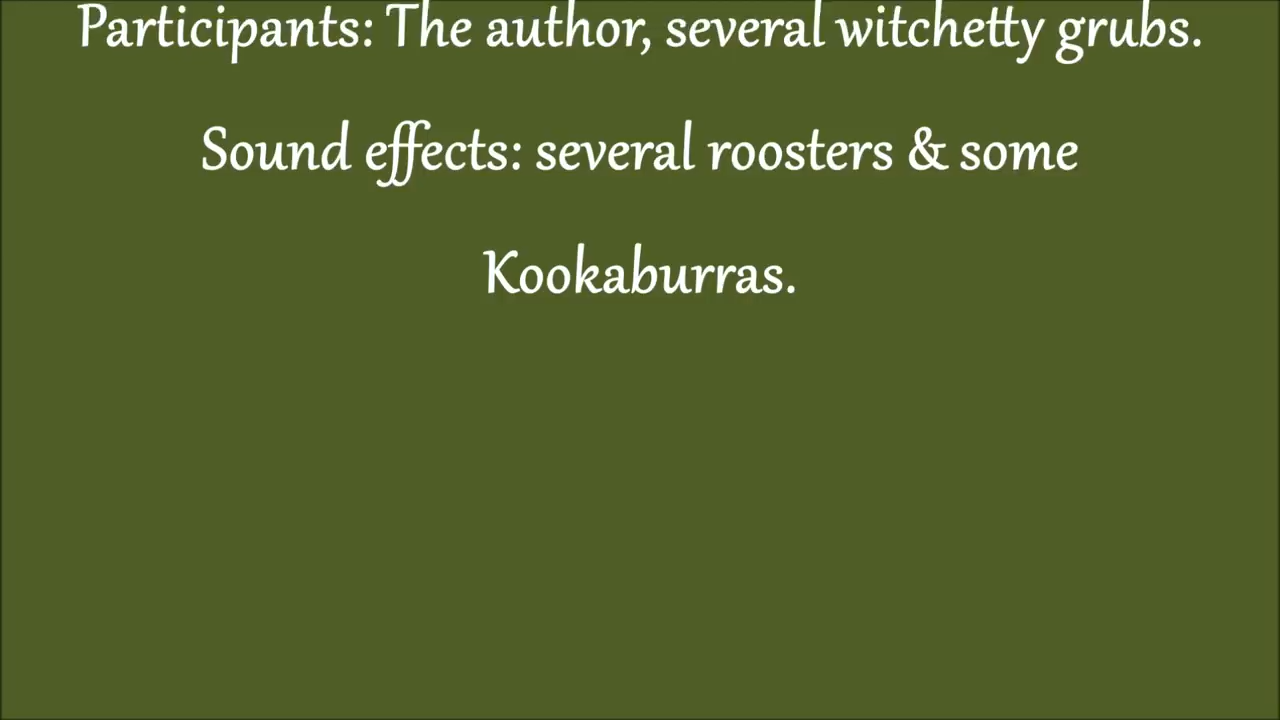 Participants: The author, several witchetty grubs.
Sound effects: several roosters & some
Kookaburras.